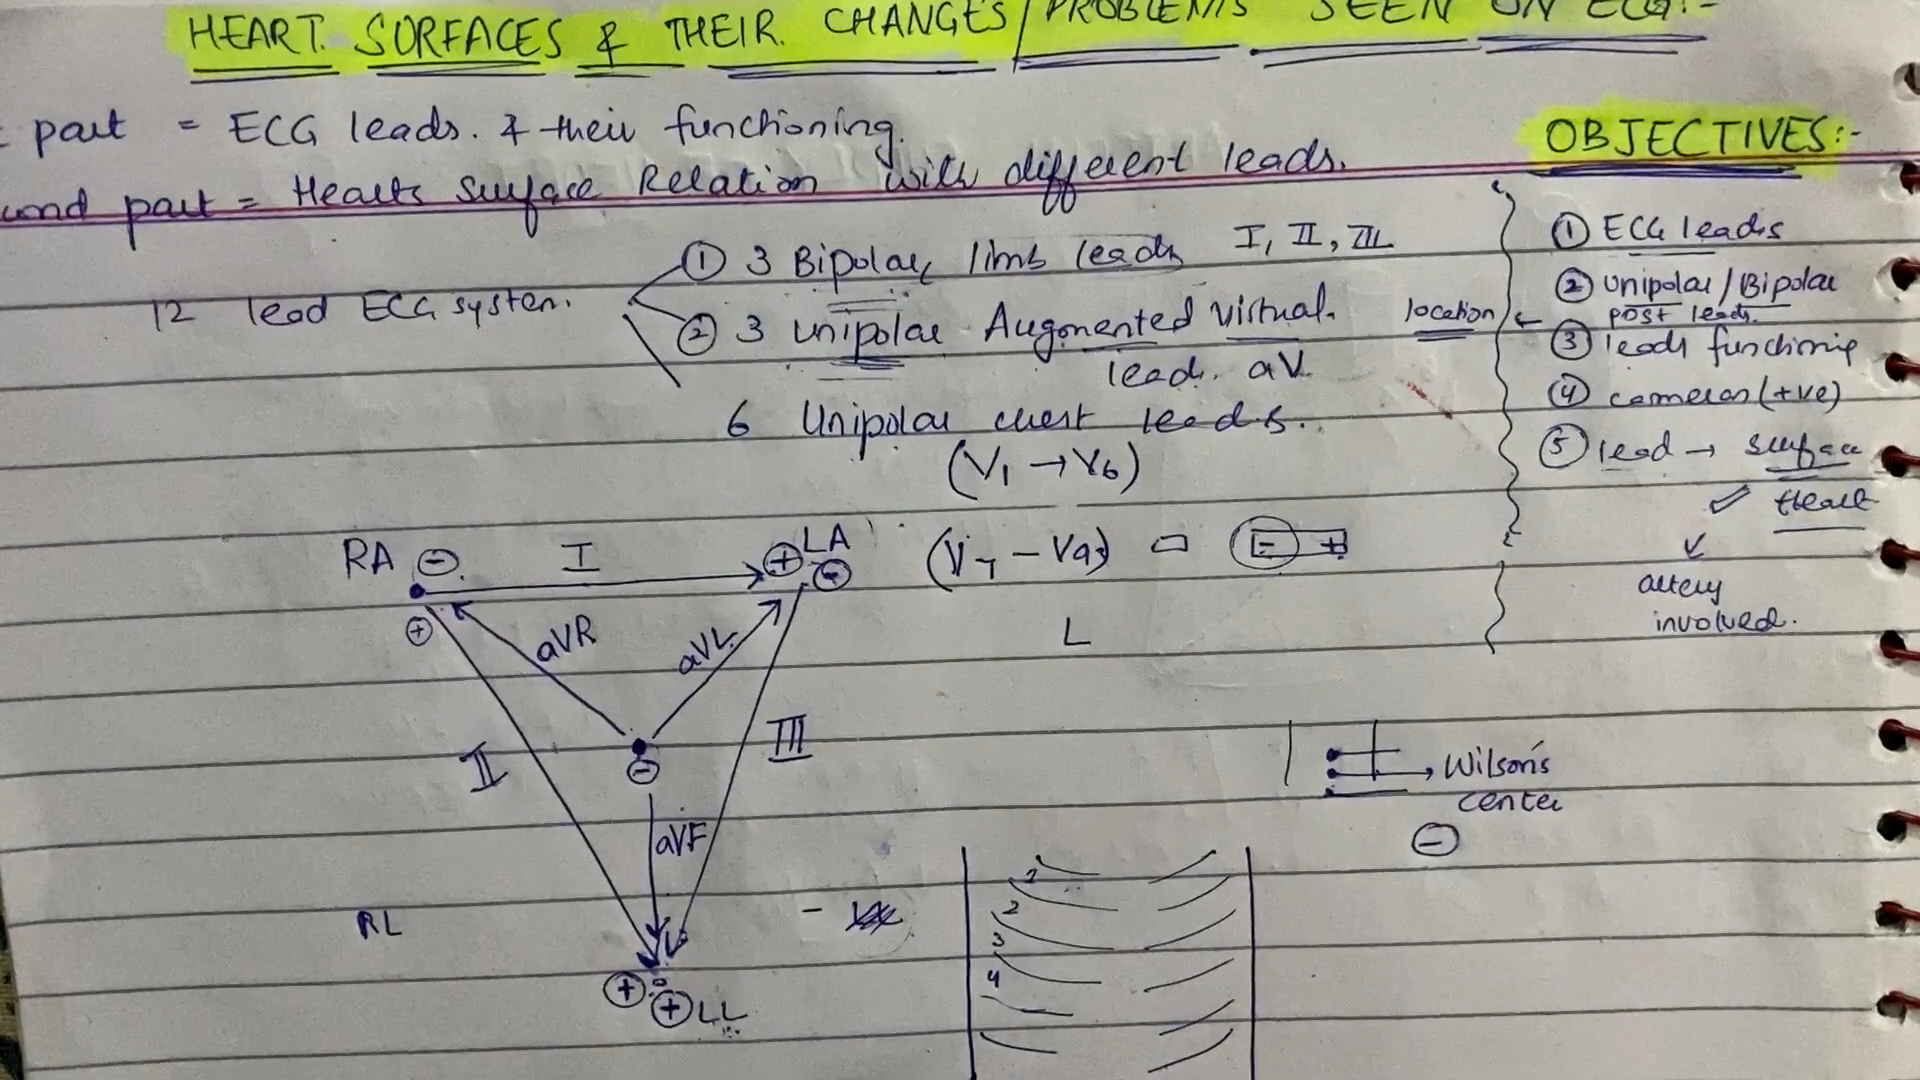 HEART SURFACES & THEIR CHANGES/PROBLEMS SEEN ON ECG:-
part = ECG leads. & their functioning.
OBJECTIVES:-
part = Hearts Surface Relation with different leads.
① 3 Bipolar limb leads I, II, III
① ECG leads
12 lead ECG system.
② 3 unipolar Augmented virtual
lead. aV
location
② Unipolar/Bipolar
post leads.
③ leads functioning
④ cameras (+ve)
6 Unipolar chest leads.
(V1 → V6)
⑤ lead → surface
Heart
artery
involved.
RA ⊖ I ⊕ LA
(V7 - V9) - +
⊕ aVR aVL
L
II III
⊖
Wilson's
center
⊖
aVF
RL
1
2
3
4
⊕ ⊕ LL